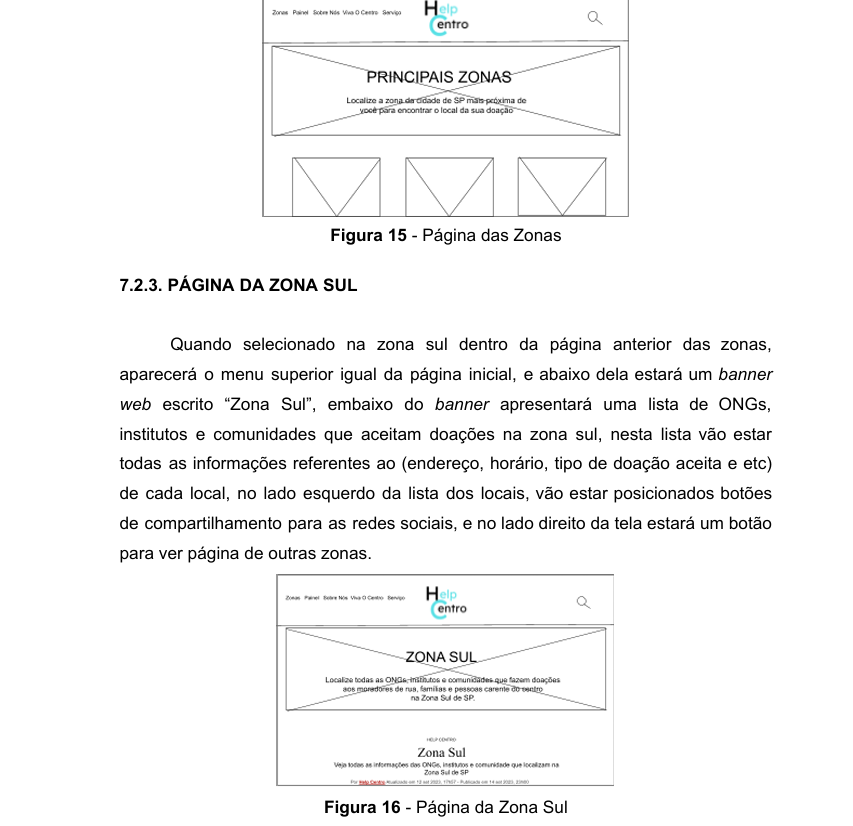 Zonas Painel Sobre Nós Viva O Centro Serviço
Help
Centro
PRINCIPAIS ZONAS
Localize a zona da cidade de SP mais próxima de
você para encontrar o local da sua doação
Figura 15 - Página das Zonas
7.2.3. PÁGINA DA ZONA SUL
Quando selecionado na zona sul dentro da página anterior das zonas,
aparecerá o menu superior igual da página inicial, e abaixo dela estará um banner
web escrito “Zona Sul”, embaixo do banner apresentará uma lista de ONGs,
institutos e comunidades que aceitam doações na zona sul, nesta lista vão estar
todas as informações referentes ao (endereço, horário, tipo de doação aceita e etc)
de cada local, no lado esquerdo da lista dos locais, vão estar posicionados botões
de compartilhamento para as redes sociais, e no lado direito da tela estará um botão
para ver página de outras zonas.
Zonas Painel Sobre Nós Viva O Centro Serviço
Help
Centro
ZONA SUL
Localize todas as ONGs, institutos e comunidades que fazem doações
aos moradores de rua, famílias e pessoas carente do sentro
na Zona Sul de SP.
HELP CENTRO
Zona Sul
Veja todas as informações das ONGs, institutos e comunidade que localizam na
Zona Sul de SP
Por Help Centro Atualizado em 12 set 2023, 17h07 - Publicado em 14 set 2023, 23h00
Figura 16 - Página da Zona Sul